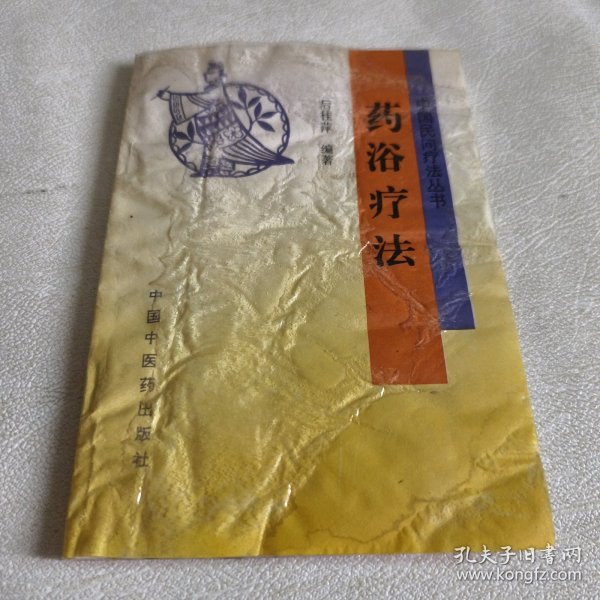 中国民间疗法丛书
药浴疗法
后桂萍 编著
中国中医药出版社
孔夫子旧书网
www.kongfz.com